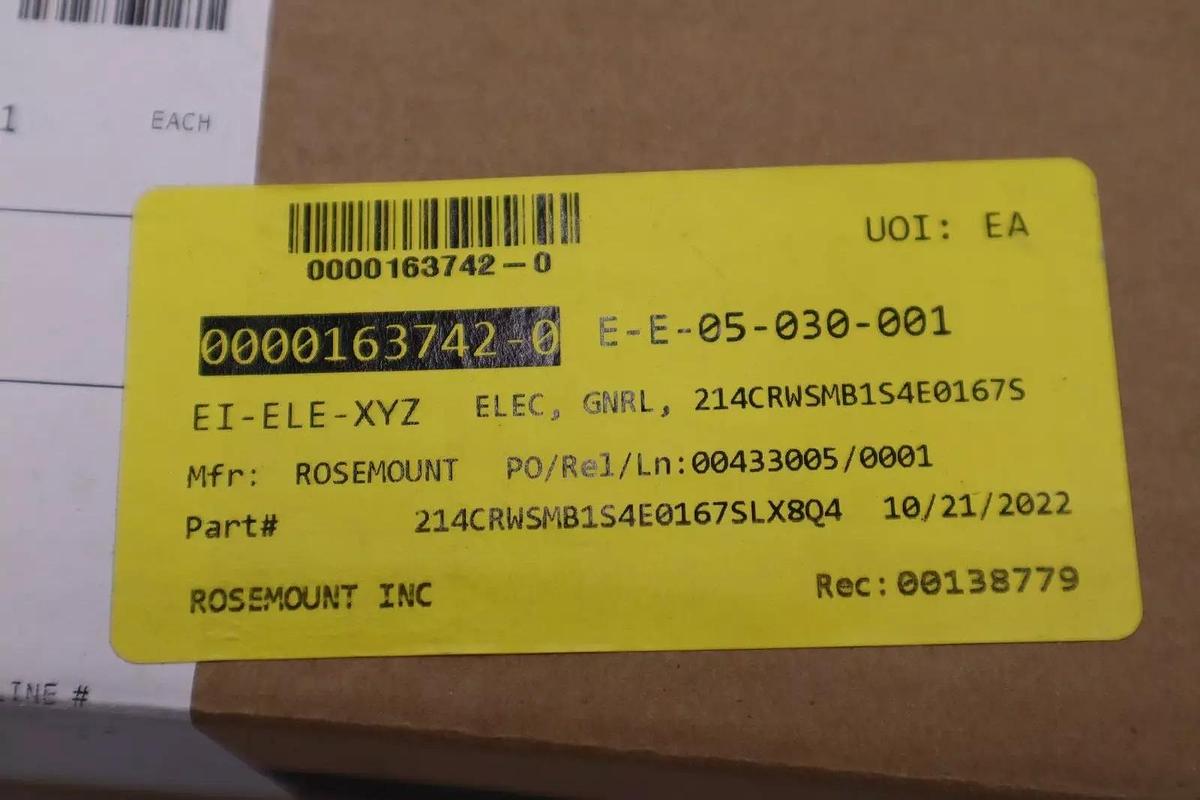 1 EACH
UOI: EA
0000163742-0
0000163742-0 E-E-05-030-001
EI-ELE-XYZ ELEC, GNRL, 214CRWSMB1S4E0167S
Mfr: ROSEMOUNT PO/Rel/Ln:00433005/0001
Part# 214CRWSMB1S4E0167SLX8Q4 10/21/2022
ROSEMOUNT INC Rec:00138779
LINE #